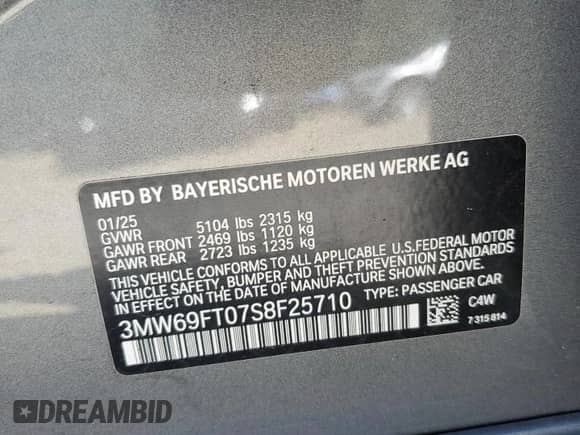 MFD BY BAYERISCHE MOTOREN WERKE AG
01/25
GVWR 5104 lbs 2315 kg
GAWR FRONT 2469 lbs 1120 kg
GAWR REAR 2723 lbs 1235 kg
THIS VEHICLE CONFORMS TO ALL APPLICABLE U.S.FEDERAL MOTOR
VEHICLE SAFETY, BUMPER AND THEFT PREVENTION STANDARDS
IN EFFECT ON THE DATE OF MANUFACTURE SHOWN ABOVE.
3MW69FT07S8F25710 TYPE: PASSENGER CAR
C4W
7 315 814
DREAMBID